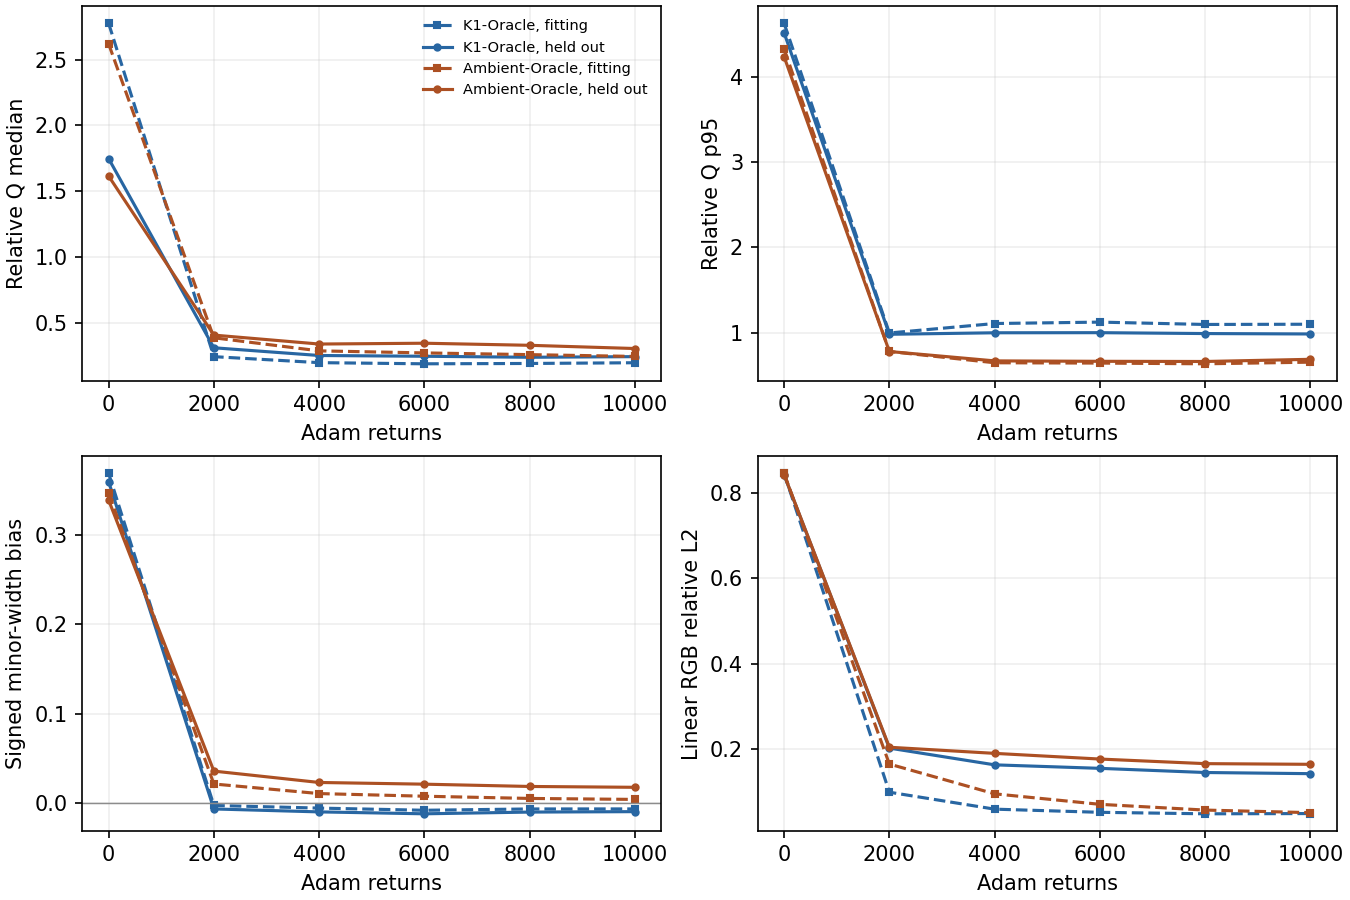 Relative Q median
2.5
2.0
1.5
1.0
0.5
K1-Oracle, fitting
K1-Oracle, held out
Ambient-Oracle, fitting
Ambient-Oracle, held out
0 2000 4000 6000 8000 10000
Adam returns
Relative Q p95
4
3
2
1
0 2000 4000 6000 8000 10000
Adam returns
Signed minor-width bias
0.3
0.2
0.1
0.0
0 2000 4000 6000 8000 10000
Adam returns
Linear RGB relative L2
0.8
0.6
0.4
0.2
0 2000 4000 6000 8000 10000
Adam returns